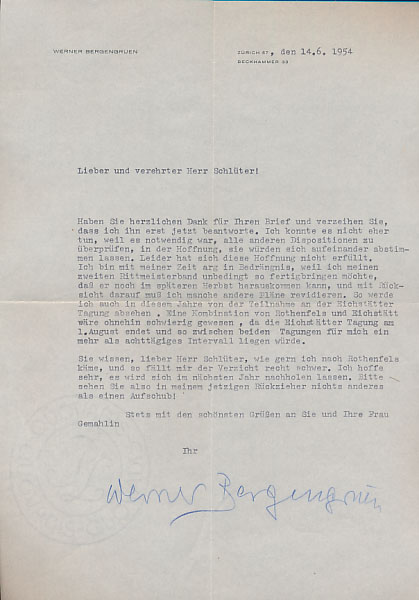 WERNER BERGENGRUEN
ZÜRICH 57, den 14.6. 1954
BECKHAMMER 23
Lieber und verehrter Herr Schlüter!
Haben Sie herzlichen Dank für Ihren Brief und verzeihen Sie,
dass ich ihn erst jetzt beantworte. Ich konnte es nicht eher
tun, weil es notwendig war, alle anderen Dispositionen zu
überprüfen, in der Hoffnung, sie würden sich aufeinander abstim-
men lassen. Leider hat sich diese Hoffnung nicht erfüllt.
Ich bin mit meiner Zeit arg in Bedrängnis, weil ich meinen
zweiten Rittmeisterband unbedingt so fertigbringen möchte,
daß er noch im späteren Herbst herauskommen kann, und mit Rück-
sicht darauf muß ich manche andere Pläne revidieren. So werde
ich auch in diesem Jahre von der Teilnahme an der Eichstätter
Tagung absehen . Eine Kombination von Rothenfels und Eichstätt
wäre ohnehin schwierig gewesen , da die Eichstätter Tagung am
1.August endet und so zwischen beiden Tagungen für mich ein
mehr als achttägiges Intervall liegen würde.
Sie wissen, lieber Herr Schlüter, wie gern ich nach Rothenfels
käme, und so fällt mir der Verzicht recht schwer. Ich hoffe
sehr, es wird sich im nächsten Jahr nachholen lassen. Bitte
sehen Sie also in meinem jetzigen Rückzieher nichts anderes
als einen Aufschub!
Stets mit den schönsten Grüßen an Sie und Ihre Frau
Gemahlin
Ihr
Werner Bergengruen